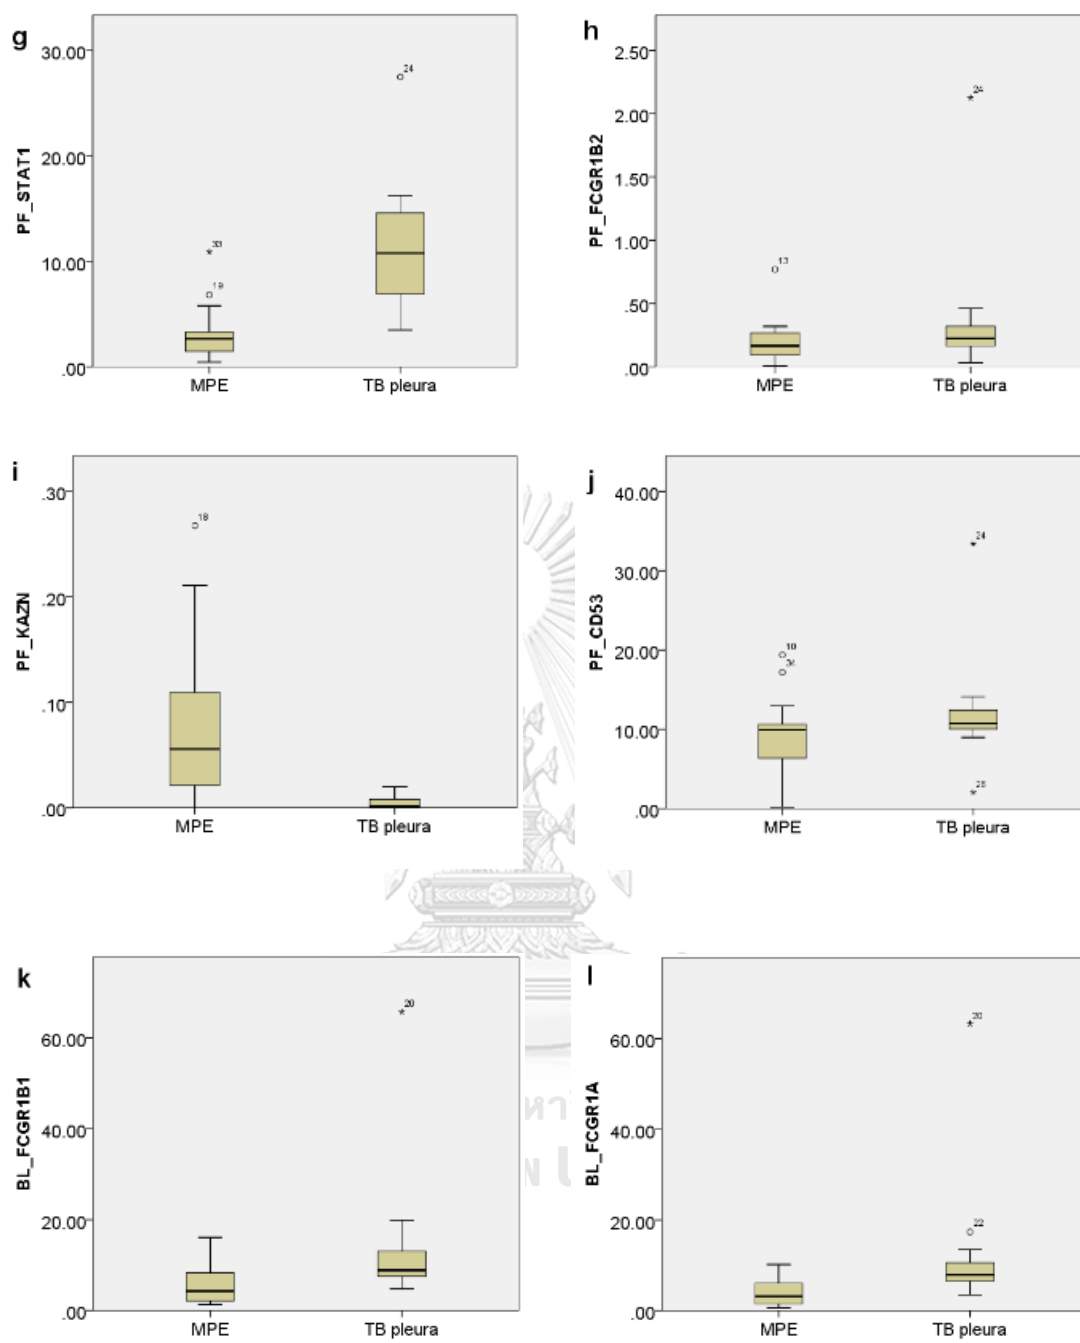 g
PF_STAT1
30.00
20.00
10.00
.00
24
33
19
MPE
TB pleura
h
PF_FCGR1B2
2.50
2.00
1.50
1.00
.50
.00
24
13
MPE
TB pleura
i
PF_KAZN
.30
.20
.10
.00
18
MPE
TB pleura
j
PF_CD53
40.00
30.00
20.00
10.00
.00
24
10
34
28
MPE
TB pleura
k
BL_FCGR1B1
60.00
40.00
20.00
.00
20
MPE
TB pleura
l
BL_FCGR1A
60.00
40.00
20.00
.00
20
22
MPE
TB pleura